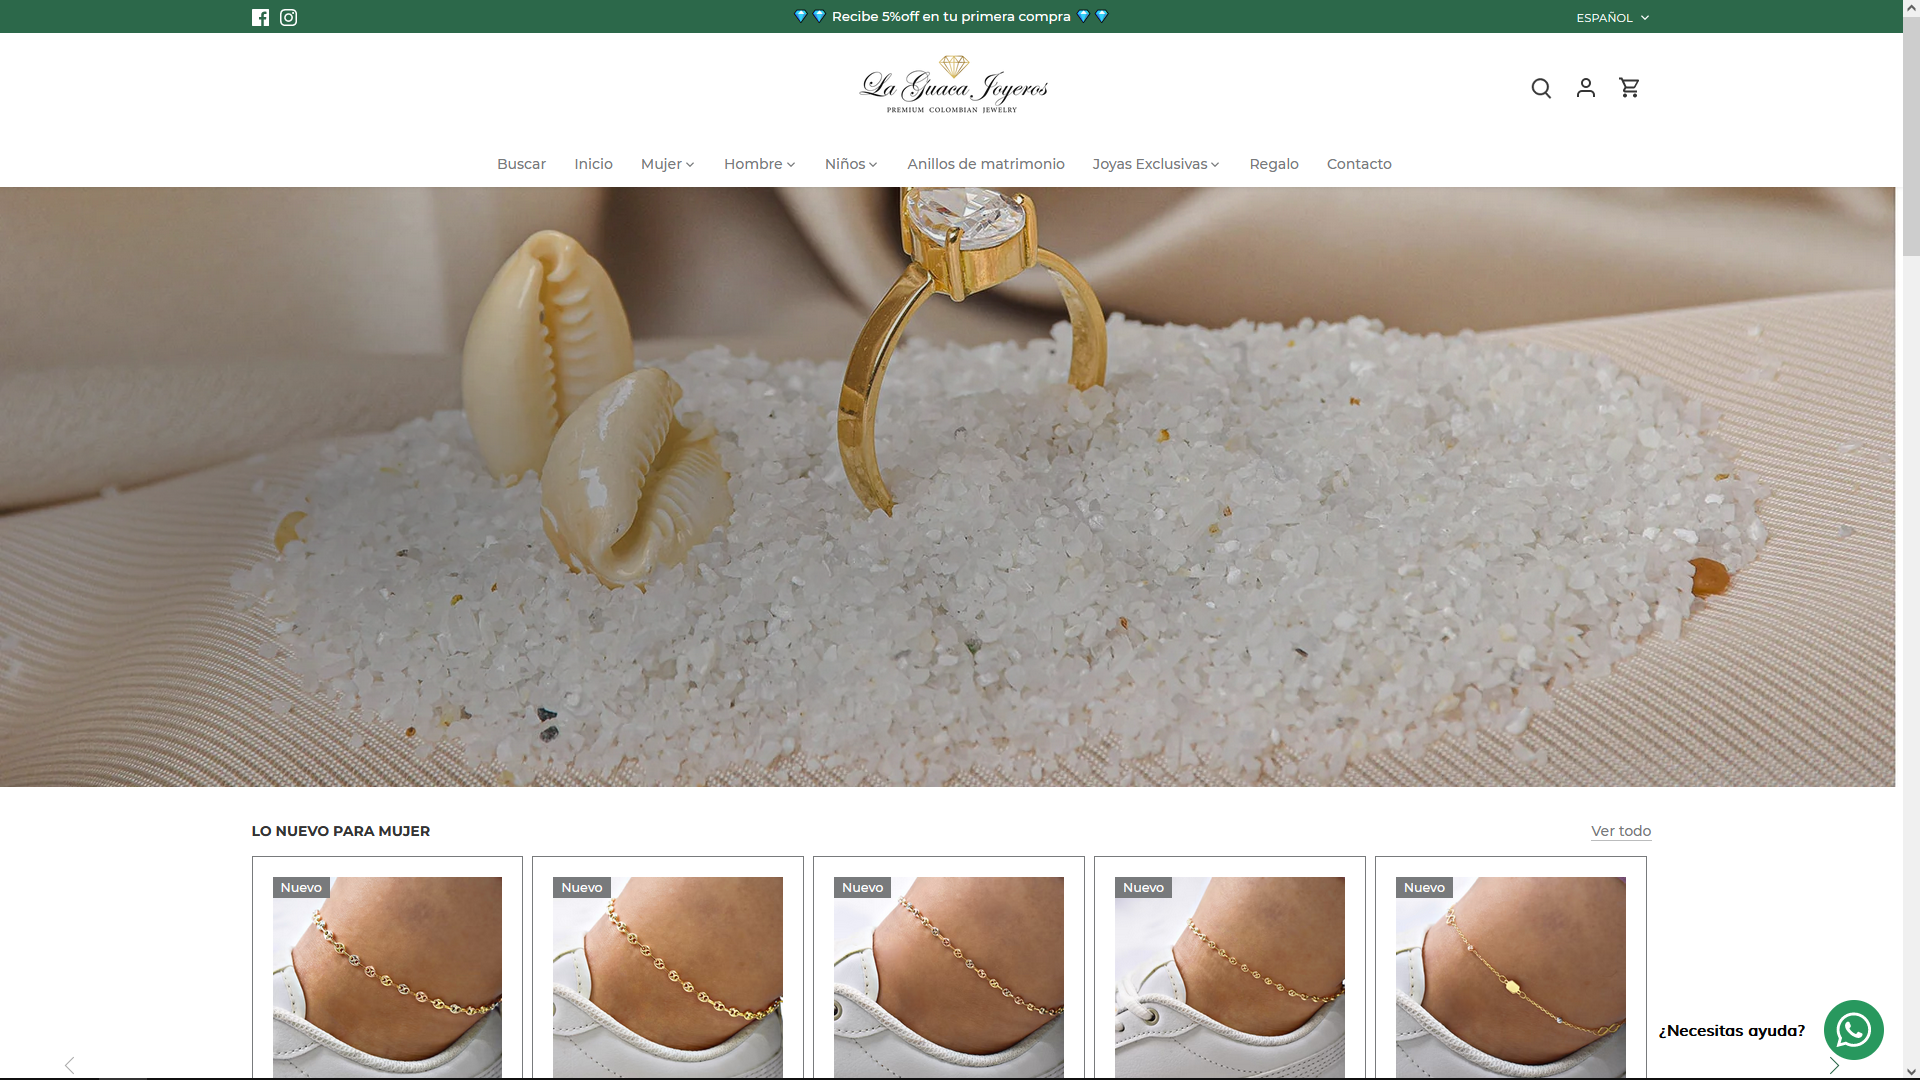 💎 💎 Recibe 5%off en tu primera compra 💎 💎
ESPAÑOL
La Guaca Joyeros
PREMIUM COLOMBIAN JEWELRY
Buscar Inicio Mujer Hombre Niños Anillos de matrimonio Joyas Exclusivas Regalo Contacto
LO NUEVO PARA MUJER
Ver todo
Nuevo Nuevo Nuevo Nuevo Nuevo
¿Necesitas ayuda?